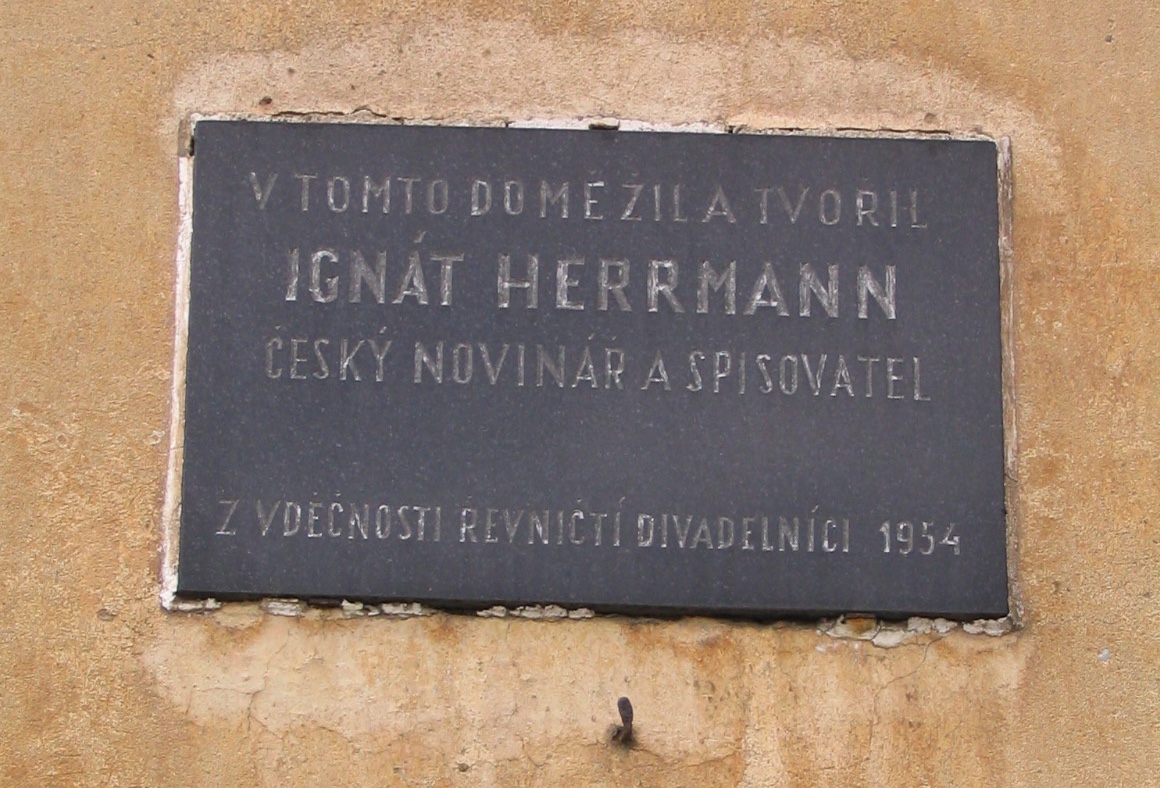 V TOMTO DOMĚ ŽIL A TVOŘIL
IGNÁT HERRMANN
ČESKÝ NOVINÁŘ A SPISOVATEL
Z VDĚČNOSTI ŘEVNIČTÍ DIVADELNÍCI 1954